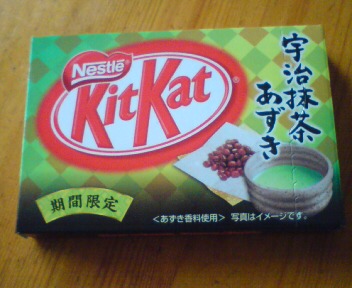 Nestlé
KitKat
宇治抹茶
あずき
期間限定
＜あずき香料使用＞ 写真はイメージです。